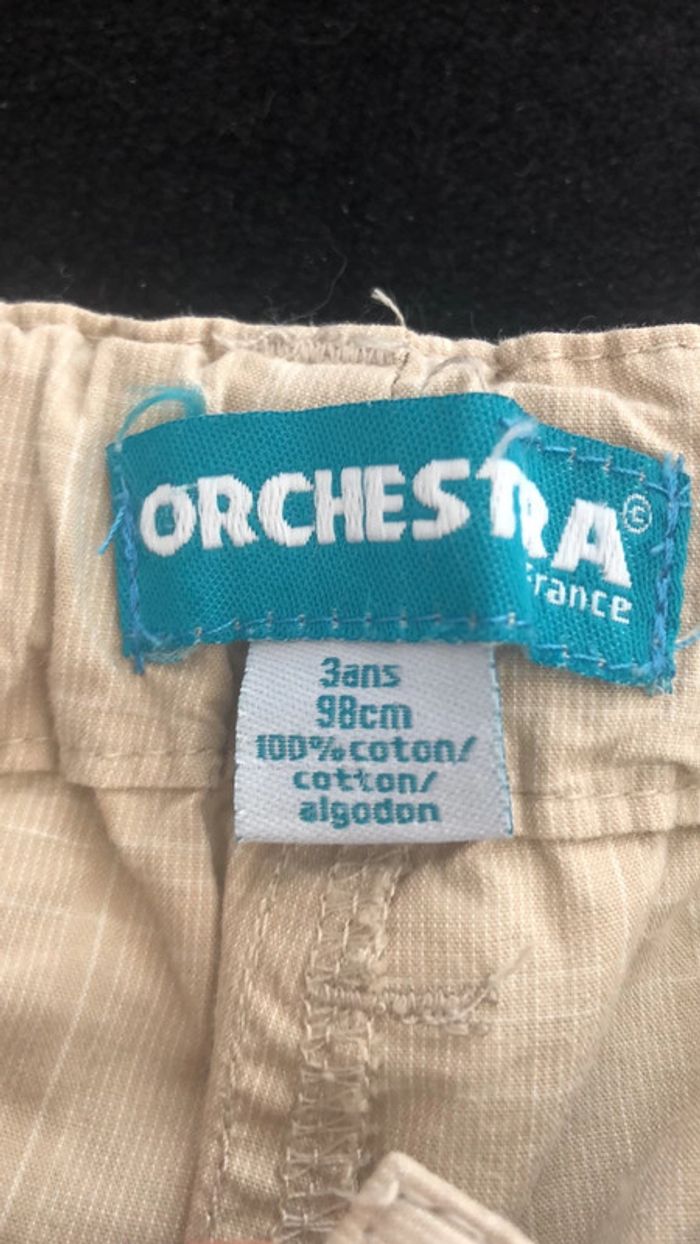 ORCHESTRA©
France
3ans
98cm
100%coton/
cotton/
algodon